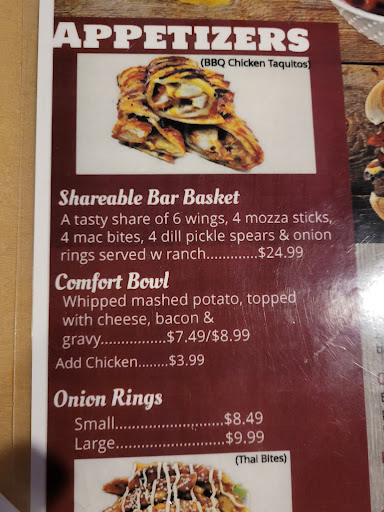 APPETIZERS
(BBQ Chicken Taquitos)
Shareable Bar Basket
A tasty share of 6 wings, 4 mozza sticks,
4 mac bites, 4 dill pickle spears & onion
rings served w ranch.............$24.99
Comfort Bowl
Whipped mashed potato, topped
with cheese, bacon &
gravy................$7.49/$8.99
Add Chicken........$3.99
Onion Rings
Small..........................$8.49
Large..........................$9.99
(Thai Bites)